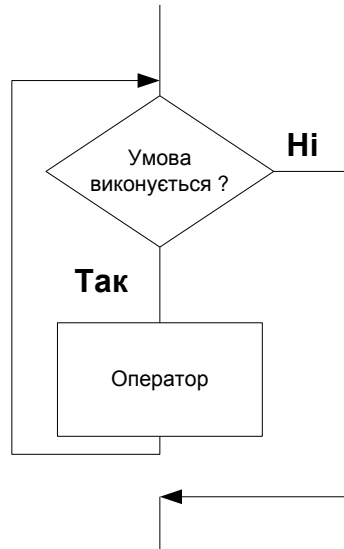 Умова
виконується ?
Ні
Так
Оператор